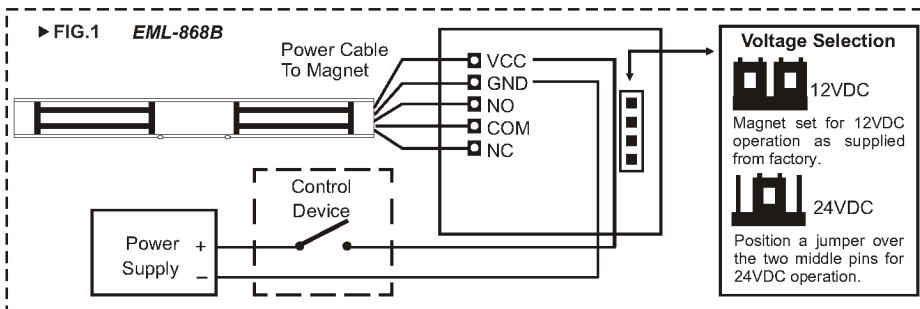 ▶FIG.1 EML-868B
Power Cable
To Magnet
VCC
GND
NO
COM
NC
Control
Device
Power +
Supply –
Voltage Selection
12VDC
Magnet set for 12VDC
operation as supplied
from factory.
24VDC
Position a jumper over
the two middle pins for
24VDC operation.